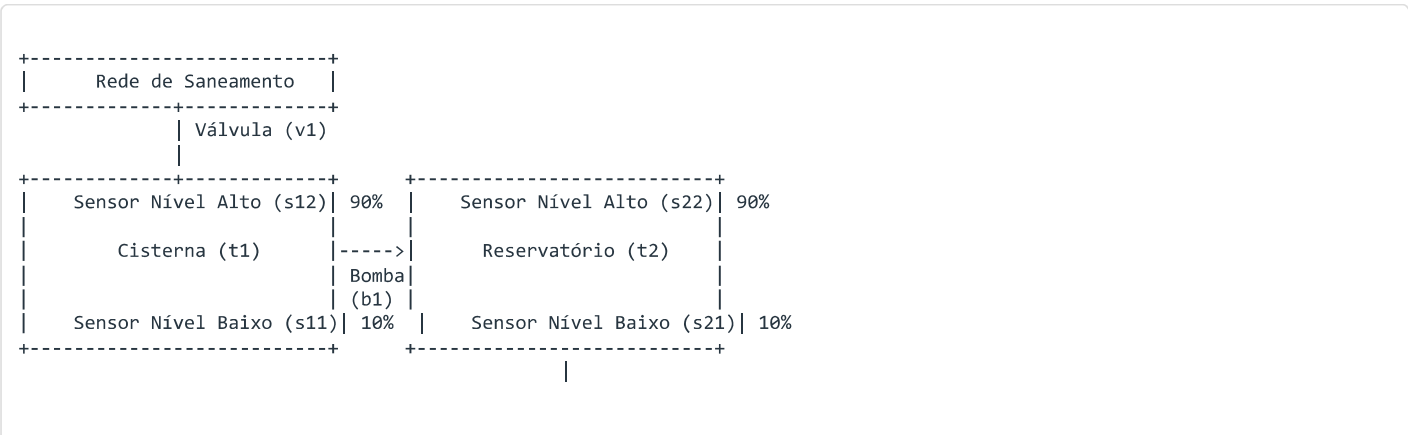 +----------------------------+
|      Rede de Saneamento   |
+-------------+--------------+
              | Válvula (v1)
              |
+-------------+--------------+      +----------------------------+
|    Sensor Nível Alto (s12)| 90%  |    Sensor Nível Alto (s22)| 90%
|                           |      |                           |
|        Cisterna (t1)      |----->|      Reservatório (t2)    |
|                           | Bomba|                           |
|                           | (b1) |                           |
|    Sensor Nível Baixo (s11)| 10%  |    Sensor Nível Baixo (s21)| 10%
+----------------------------+      +----------------------------+
                                                 |